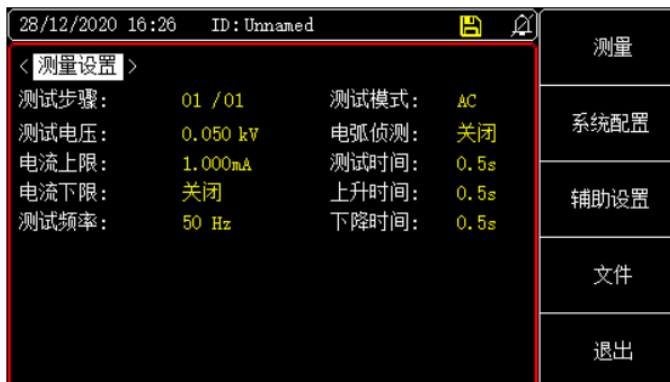 28/12/2020 16:26 ID:Unnamed
< 测量设置 >
测试步骤: 01 /01 测试模式: AC
测试电压: 0.050 kV 电弧侦测: 关闭
电流上限: 1.000mA 测试时间: 0.5s
电流下限: 关闭 上升时间: 0.5s
测试频率: 50 Hz 下降时间: 0.5s
测量
系统配置
辅助设置
文件
退出